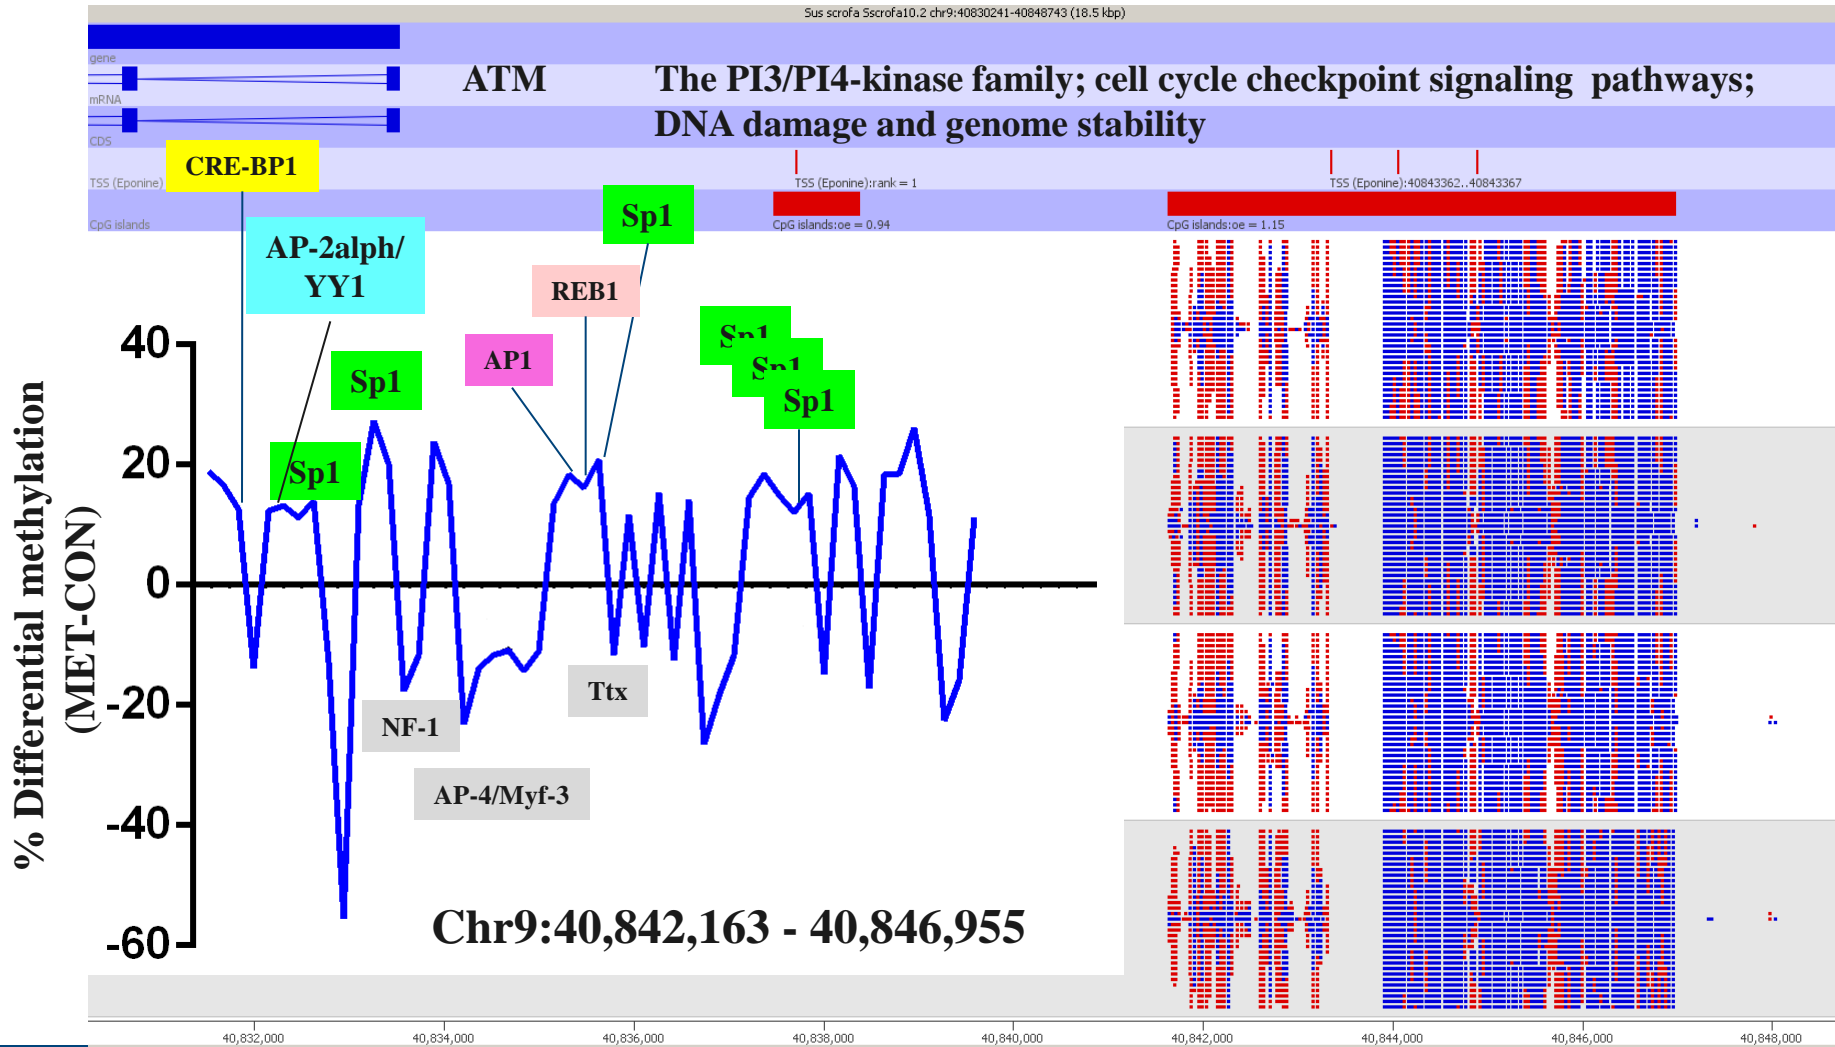 Sus scrofa Sscrofa10.2 chr9:40830241-40848743 (18.5 kbp)
gene
ATM
The PI3/PI4-kinase family; cell cycle checkpoint signaling pathways;
mRNA
DNA damage and genome stability
CDS
CRE-BP1
TSS (Eponine)
TSS (Eponine):rank = 1
TSS (Eponine):40843362..40843367
Sp1
CpG islands
CpG islands:oe = 0.94
CpG islands:oe = 1.15
AP-2alph/
YY1
REB1
Sp1
Sp1
Sp1
AP1
Sp1
Sp1
40
20
0
-20
-40
-60
% Differential methylation
(MET-CON)
Ttx
NF-1
AP-4/Myf-3
Chr9:40,842,163 - 40,846,955
40,832,000
40,834,000
40,836,000
40,838,000
40,840,000
40,842,000
40,844,000
40,846,000
40,848,000